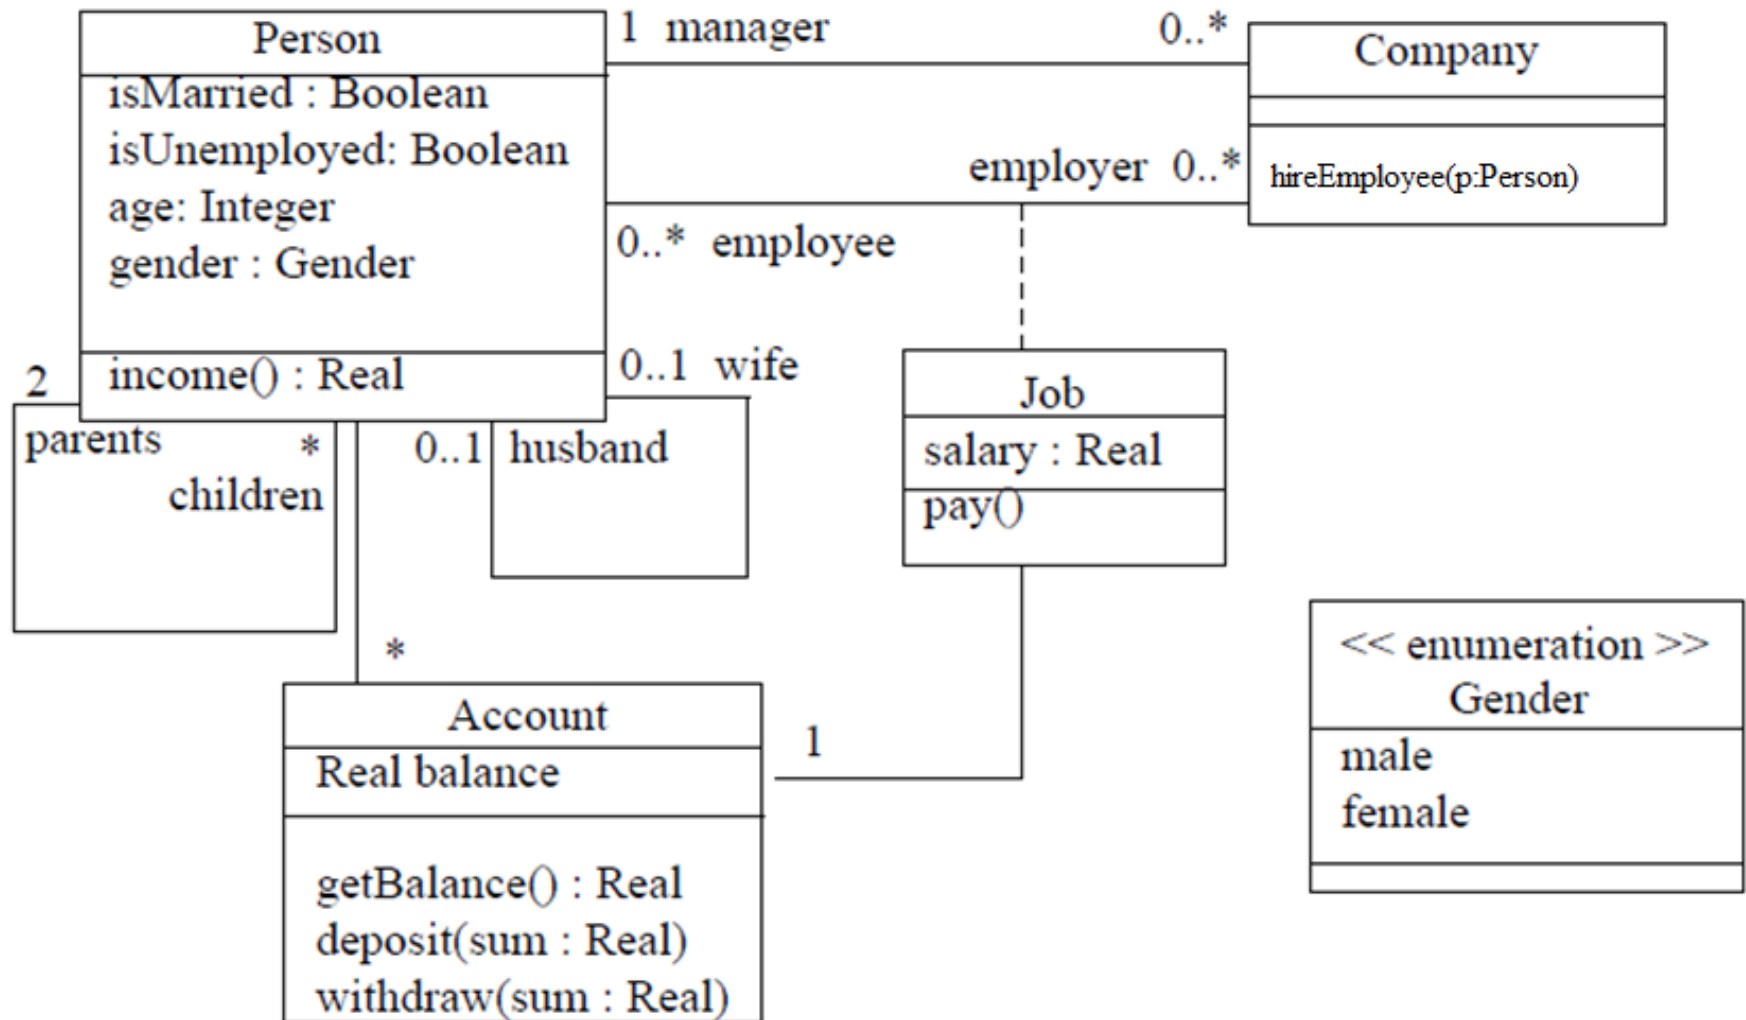 Person
isMarried : Boolean
isUnemployed: Boolean
age: Integer
gender : Gender
income() : Real
1 manager
0..*
Company
hireEmployee(p:Person)
employer 0..*
0..* employee
0..1 wife
0..1
husband
2
parents
*
children
Job
salary : Real
pay()
*
Account
Real balance
getBalance() : Real
deposit(sum : Real)
withdraw(sum : Real)
1
<< enumeration >>
Gender
male
female